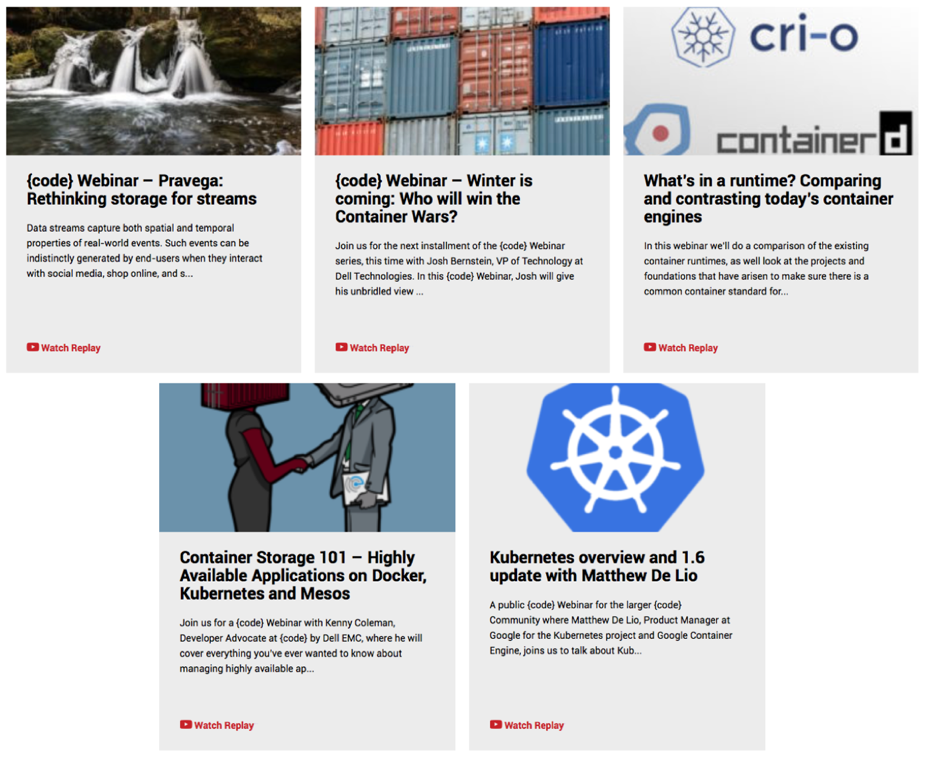 cri-o
containerd
{code} Webinar – Pravega:
Rethinking storage for streams
Data streams capture both spatial and temporal
properties of real-world events. Such events can be
indistinctly generated by end-users when they interact
with social media, shop online, and s...
Watch Replay
{code} Webinar – Winter is
coming: Who will win the
Container Wars?
Join us for the next installment of the {code} Webinar
series, this time with Josh Bernstein, VP of Technology at
Dell Technologies. In this {code} Webinar, Josh will give
his unbridled view ...
Watch Replay
What's in a runtime? Comparing
and contrasting today's container
engines
In this webinar we'll do a comparison of the existing
container runtimes, as well look at the projects and
foundations that have arisen to make sure there is a
common container standard for...
Watch Replay
Container Storage 101 – Highly
Available Applications on Docker,
Kubernetes and Mesos
Join us for a {code} Webinar with Kenny Coleman,
Developer Advocate at {code} by Dell EMC, where he will
cover everything you've ever wanted to know about
managing highly available ap...
Watch Replay
Kubernetes overview and 1.6
update with Matthew De Lio
A public {code} Webinar for the larger {code}
Community where Matthew De Lio, Product Manager at
Google for the Kubernetes project and Google Container
Engine, joins us to talk about Kub...
Watch Replay